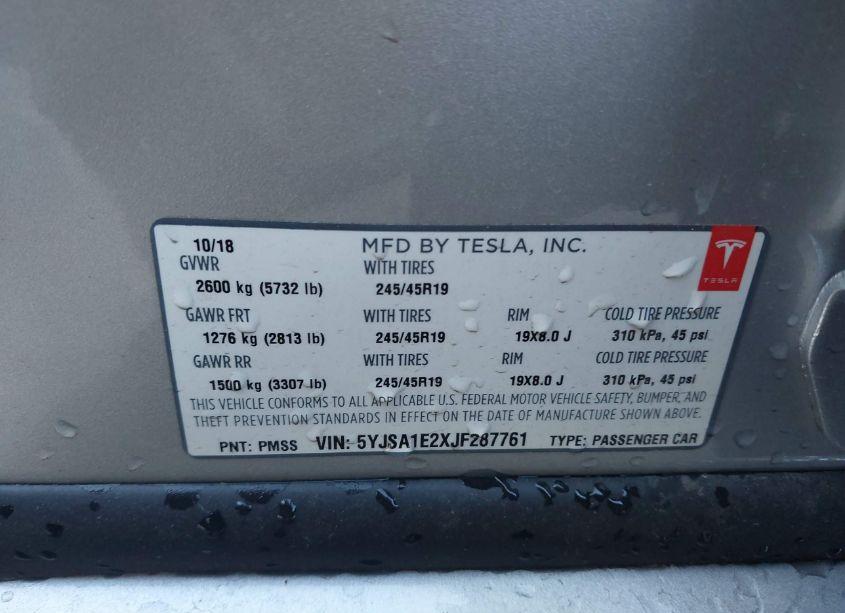 10/18 MFD BY TESLA, INC.
GVWR WITH TIRES
2600 kg (5732 lb) 245/45R19
GAWR FRT WITH TIRES RIM COLD TIRE PRESSURE
1276 kg (2813 lb) 245/45R19 19X8.0 J 310 kPa, 45 psi
GAWR RR WITH TIRES RIM COLD TIRE PRESSURE
1500 kg (3307 lb) 245/45R19 19X8.0 J 310 kPa, 45 psi
THIS VEHICLE CONFORMS TO ALL APPLICABLE U.S. FEDERAL MOTOR VEHICLE SAFETY, BUMPER, AND
THEFT PREVENTION STANDARDS IN EFFECT ON THE DATE OF MANUFACTURE SHOWN ABOVE.
PNT: PMSS VIN: 5YJSA1E2XJF287761 TYPE: PASSENGER CAR
TESLA